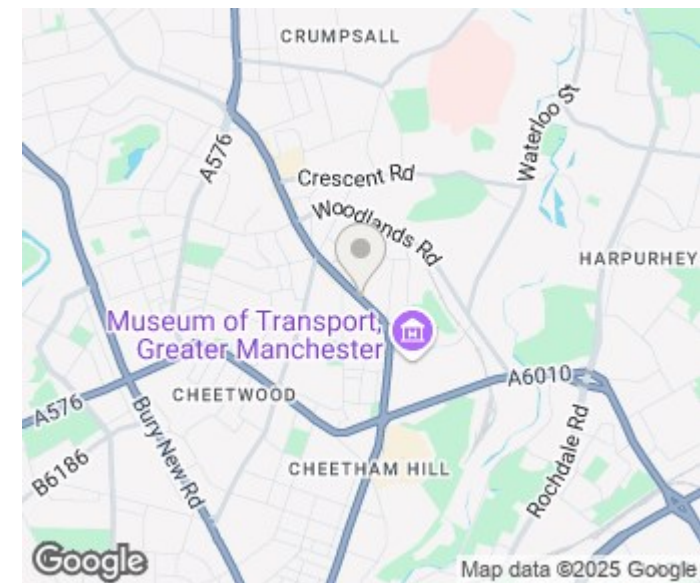 CRUMPSALL
A576
Waterloo St
Crescent Rd
Woodlands Rd
HARPURHEY
Museum of Transport,
Greater Manchester
A6010
A576
CHEETWOOD
Bury New Rd
B6186
CHEETHAM HILL
Rochdale Rd
Google
Map data ©2025 Google